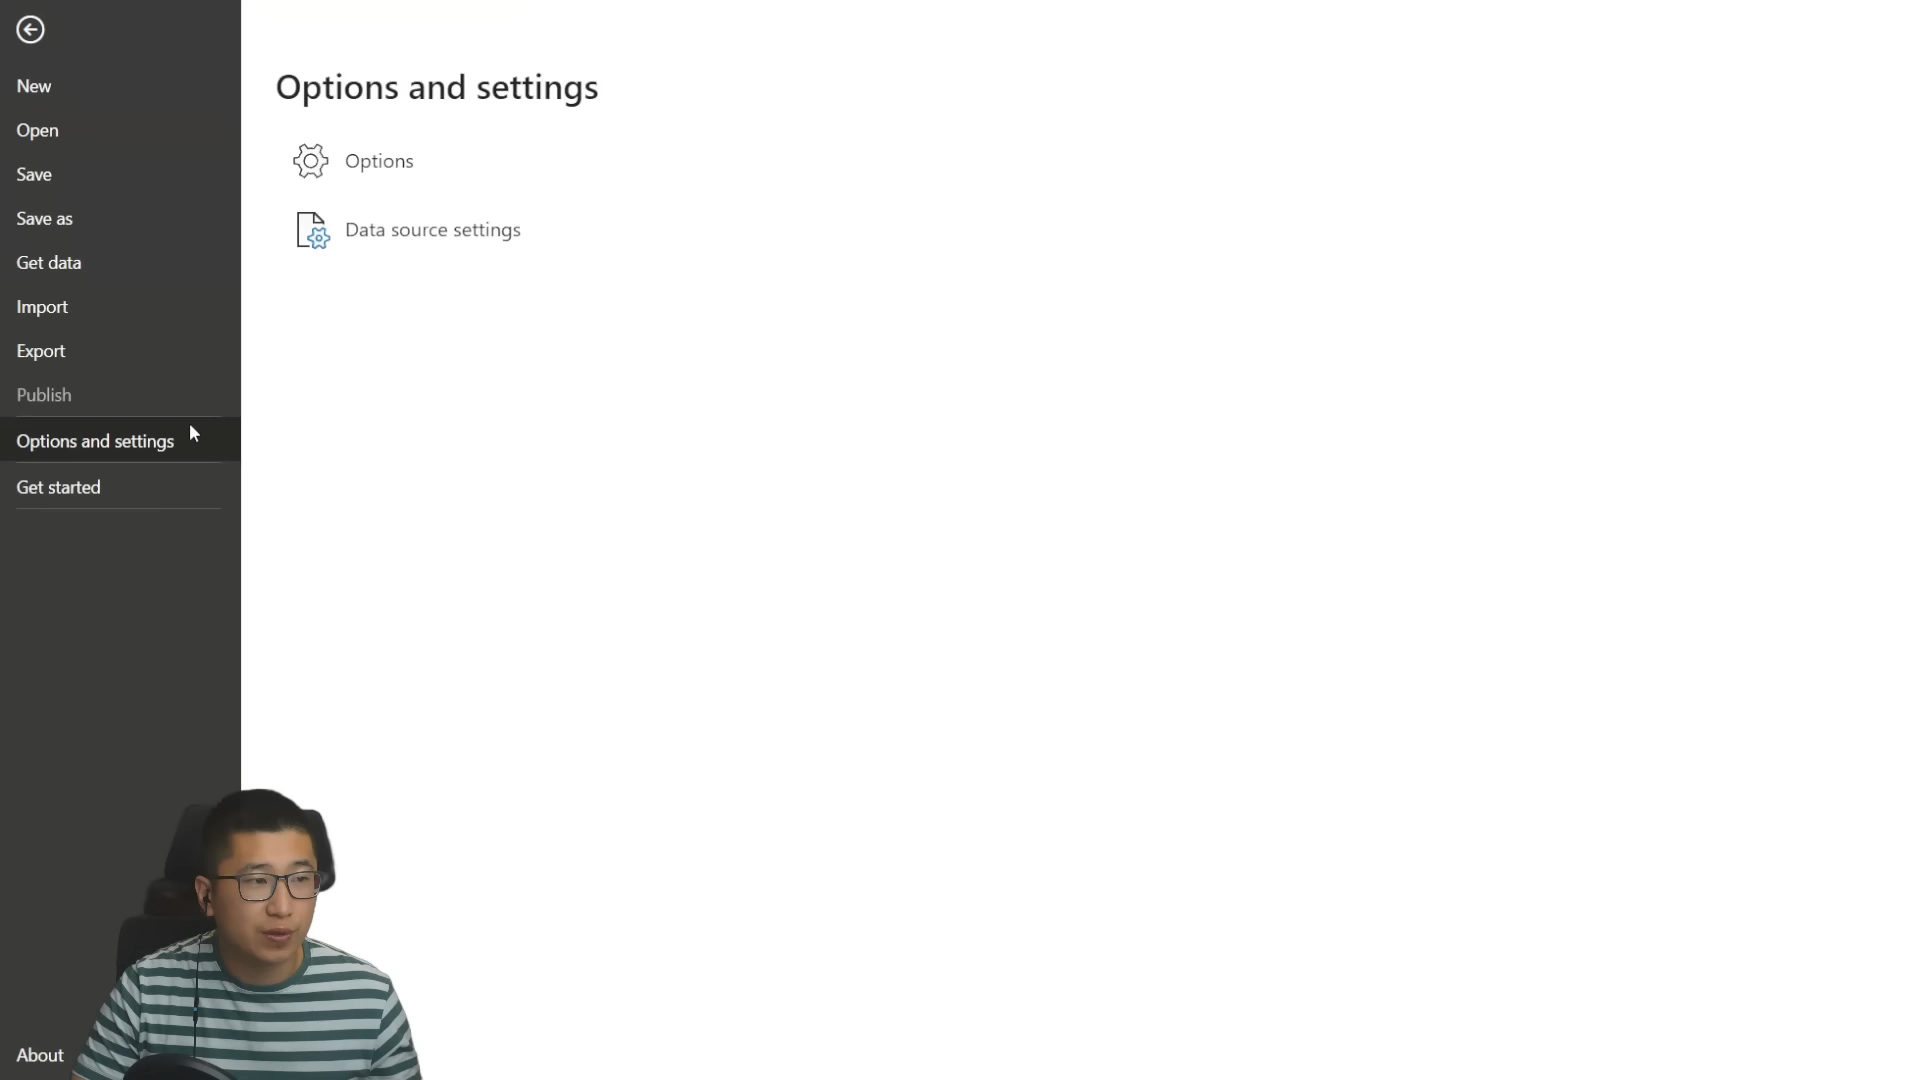 New
Open
Save
Save as
Get data
Import
Export
Publish
Options and settings
Get started
About
Options and settings
Options
Data source settings